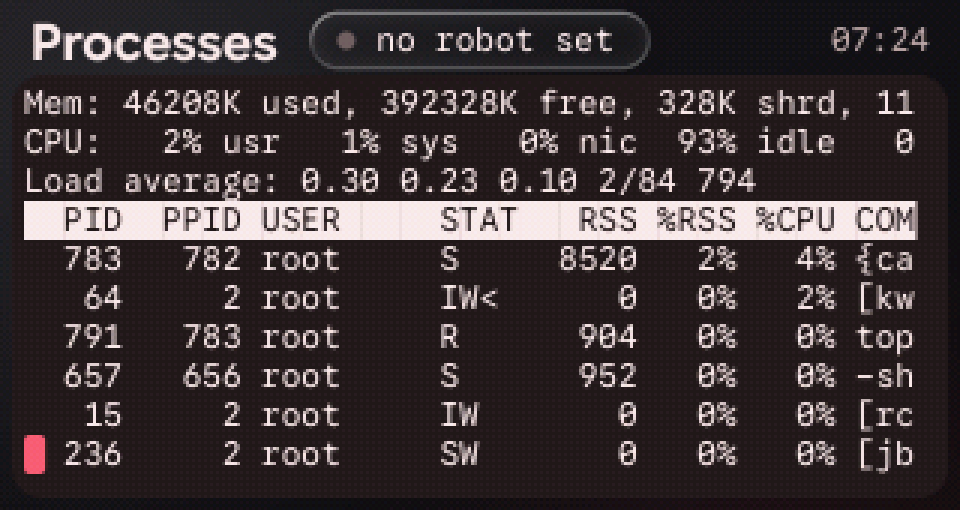 Processes no robot set 07:24
Mem: 46208K used, 392328K free, 328K shrd, 11
CPU: 2% usr 1% sys 0% nic 93% idle 0
Load average: 0.30 0.23 0.10 2/84 794
PID PPID USER STAT RSS %RSS %CPU COM
783 782 root S 8520 2% 4% {ca
64 2 root IW< 0 0% 2% [kw
791 783 root R 904 0% 0% top
657 656 root S 952 0% 0% -sh
15 2 root IW 0 0% 0% [rc
236 2 root SW 0 0% 0% [jb